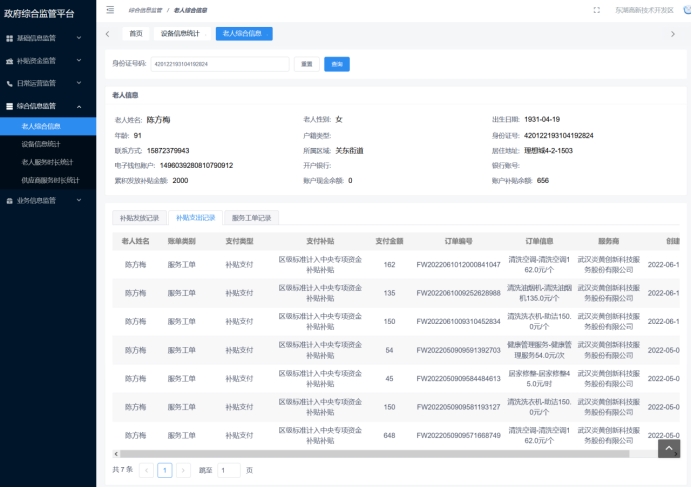 政府综合监管平台
综合信息监管 / 老人综合信息
东湖高新技术开发区
基础信息监管
补贴资金监管
日常运营监管
综合信息监管
老人综合信息
设备信息统计
老人服务时长统计
供应商服务时长统计
业务信息监管
首页 设备信息统计 老人综合信息
身份证号码: 420122193104192824 重置 查询
老人信息
老人姓名: 陈方梅 老人性别: 女 出生日期: 1931-04-19
年龄: 91 户籍类型: 身份证号: 420122193104192824
联系方式: 15872379943 所属区域: 关东街道 居住地址: 理想城4-2-1503
电子钱包账户: 1496039280810790912 开户银行: 银行账号:
累积发放补贴金额: 2000 账户现金余额: 0 账户补贴余额: 656
补贴发放记录 补贴支出记录 服务工单记录
老人姓名 账单类别 支付类型 支付补贴 支付金额 订单编号 订单信息 服务商 创建
陈方梅 服务工单 补贴支付 区级标准计入中央专项资金补贴补贴 162 FW2022061012000841047 清洗空调-清洗空调162.0元/个 武汉炎黄创新科技服务股份有限公司 2022-06-1
陈方梅 服务工单 补贴支付 区级标准计入中央专项资金补贴补贴 135 FW2022061009252628988 清洗油烟机-清洗油烟机135.0元/个 武汉炎黄创新科技服务股份有限公司 2022-06-1
陈方梅 服务工单 补贴支付 区级标准计入中央专项资金补贴补贴 150 FW2022061009310452834 清洗洗衣机-助洁150.0元/个 武汉炎黄创新科技服务股份有限公司 2022-06-1
陈方梅 服务工单 补贴支付 区级标准计入中央专项资金补贴补贴 54 FW2022050909591392703 健康管理服务-健康管理服务54.0元/次 武汉炎黄创新科技服务股份有限公司 2022-05-0
陈方梅 服务工单 补贴支付 区级标准计入中央专项资金补贴补贴 45 FW2022050909584484613 居家修整-居家修整45.0元/时 武汉炎黄创新科技服务股份有限公司 2022-05-0
陈方梅 服务工单 补贴支付 区级标准计入中央专项资金补贴补贴 150 FW2022050909581193127 清洗洗衣机-助洁150.0元/个 武汉炎黄创新科技服务股份有限公司 2022-05-0
陈方梅 服务工单 补贴支付 区级标准计入中央专项资金补贴补贴 648 FW2022050909571668749 清洗空调-清洗空调162.0元/个 武汉炎黄创新科技服务股份有限公司 2022-05-0
共 7 条 1 跳至 1 页